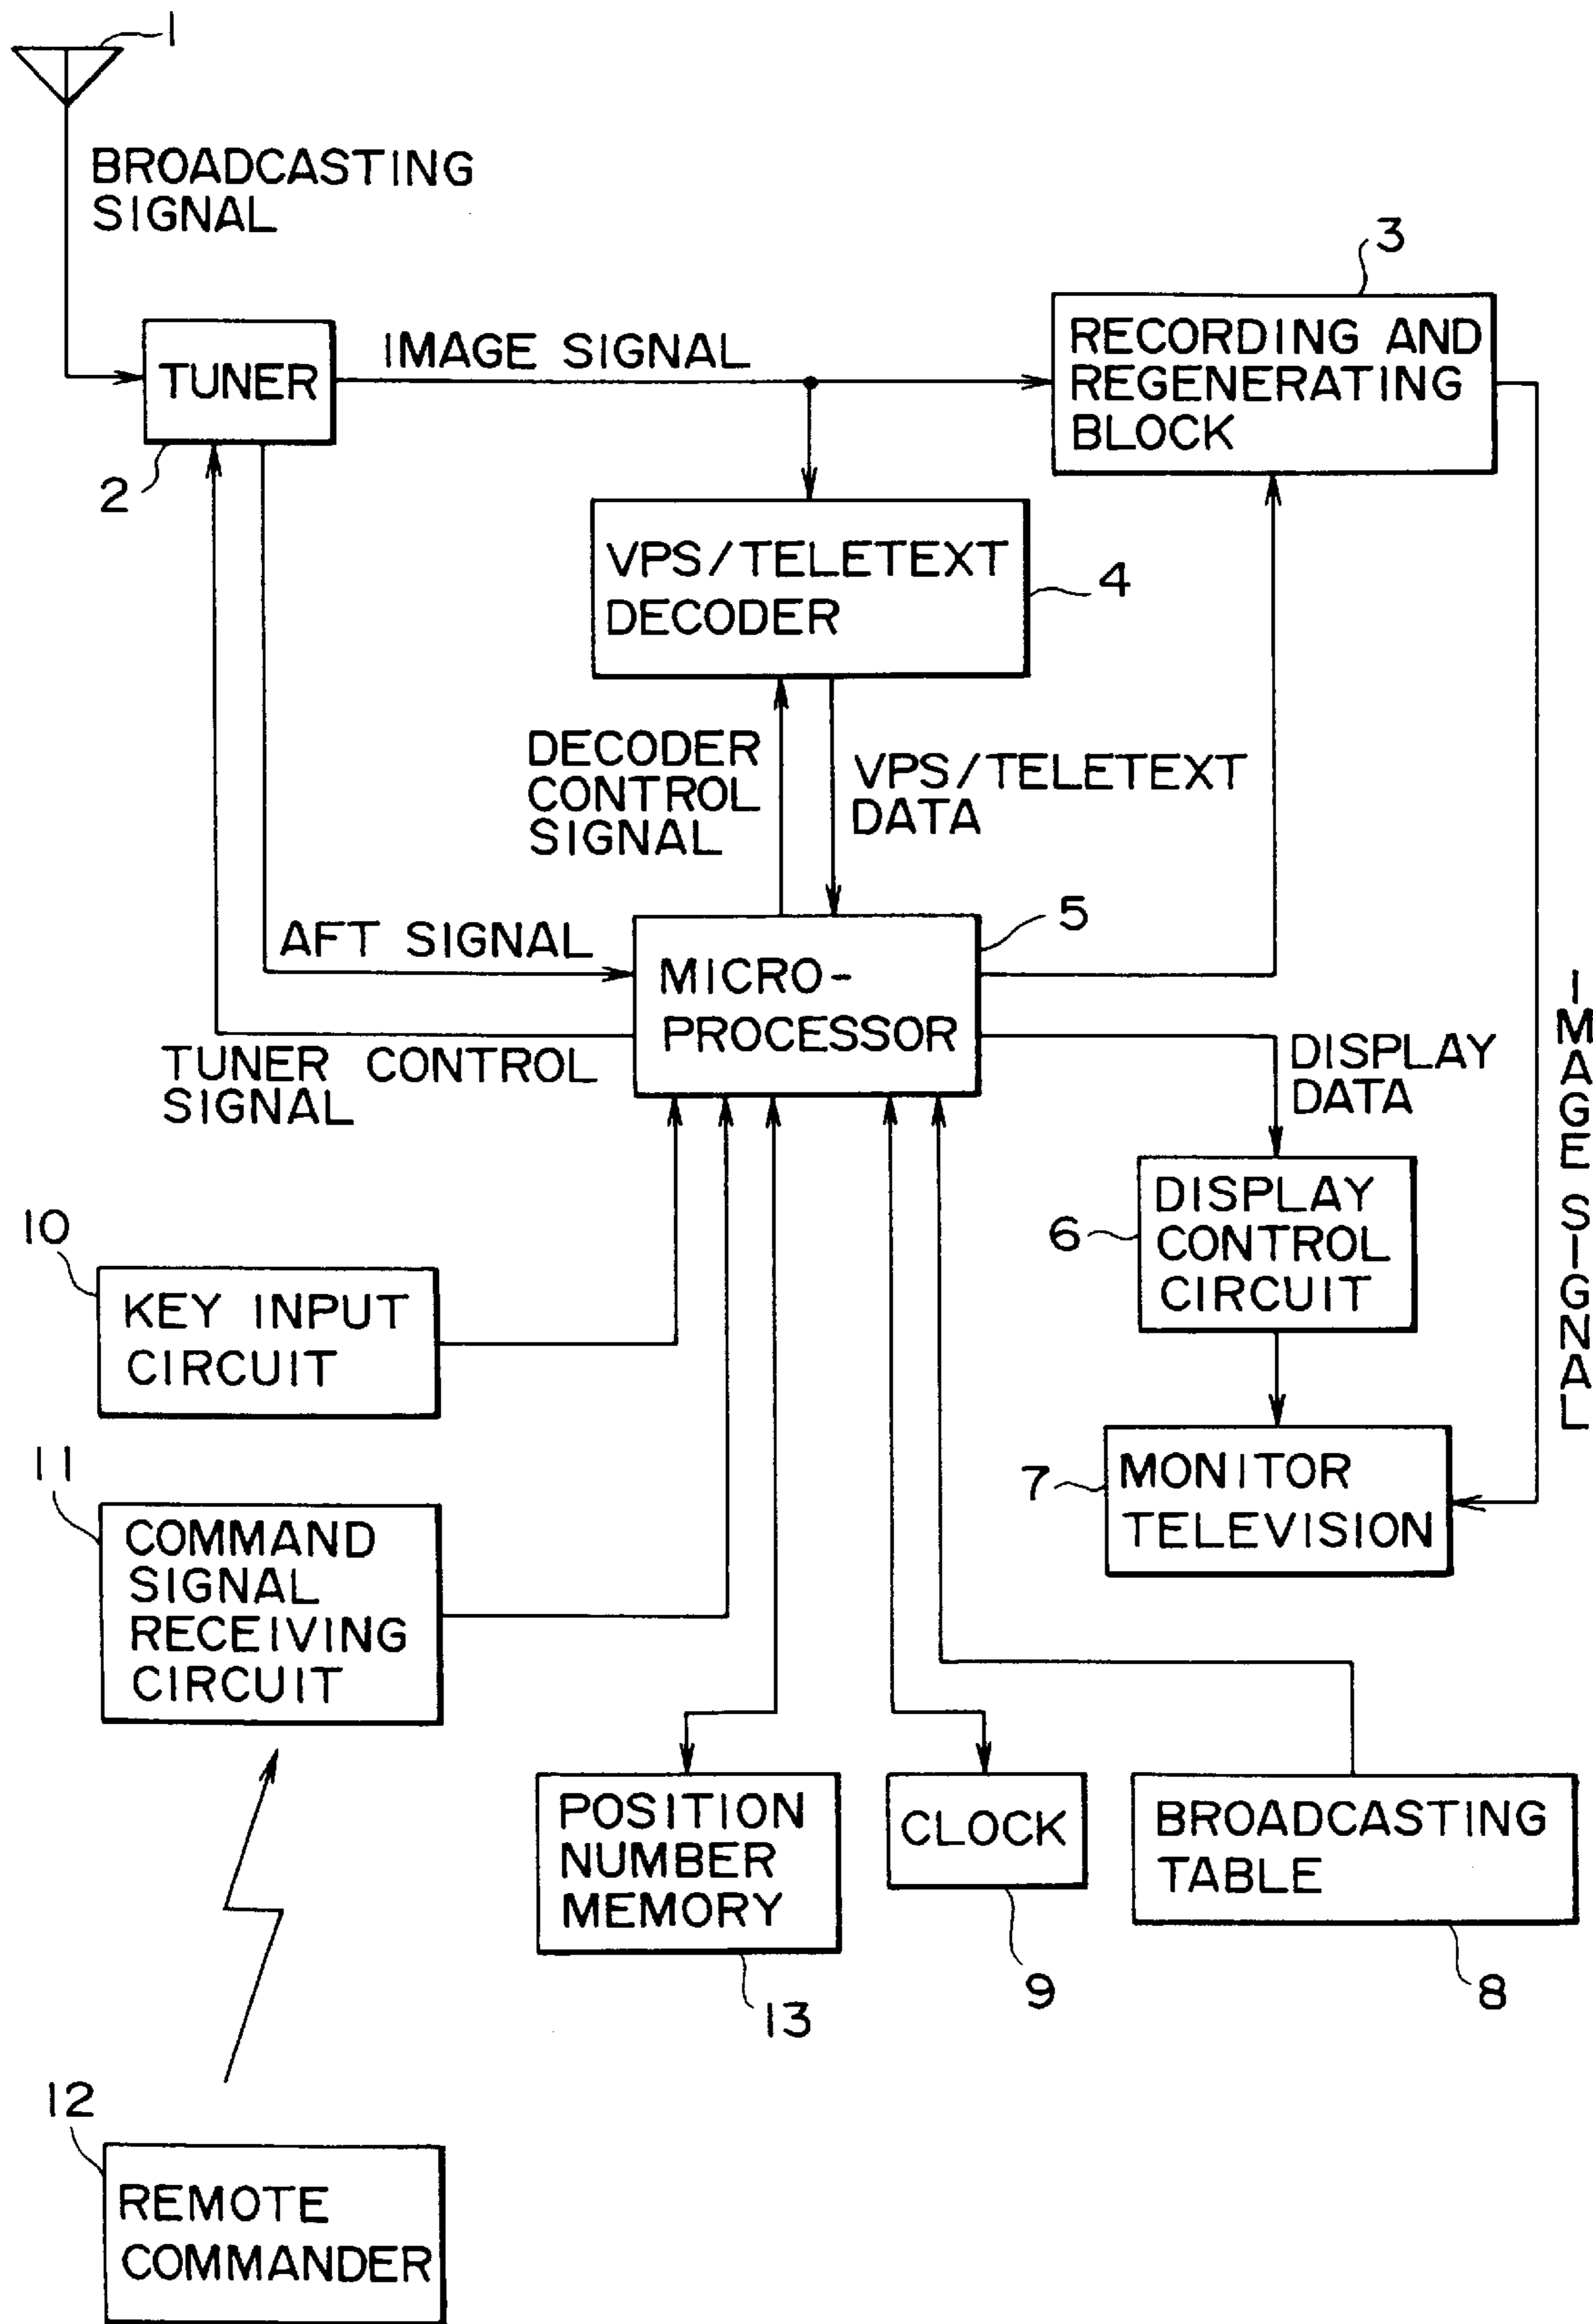 1
BROADCASTING
SIGNAL
3
TUNER
2
IMAGE SIGNAL
RECORDING AND
REGENERATING
BLOCK
VPS/TELETEXT
DECODER
4
DECODER
CONTROL
SIGNAL
VPS/TELETEXT
DATA
AFT SIGNAL
5
MICRO-
PROCESSOR
TUNER CONTROL
SIGNAL
DISPLAY
DATA
IMAGE SIGNAL
6
DISPLAY
CONTROL
CIRCUIT
10
KEY INPUT
CIRCUIT
7
MONITOR
TELEVISION
11
COMMAND
SIGNAL
RECEIVING
CIRCUIT
POSITION
NUMBER
MEMORY
13
CLOCK
9
BROADCASTING
TABLE
8
12
REMOTE
COMMANDER